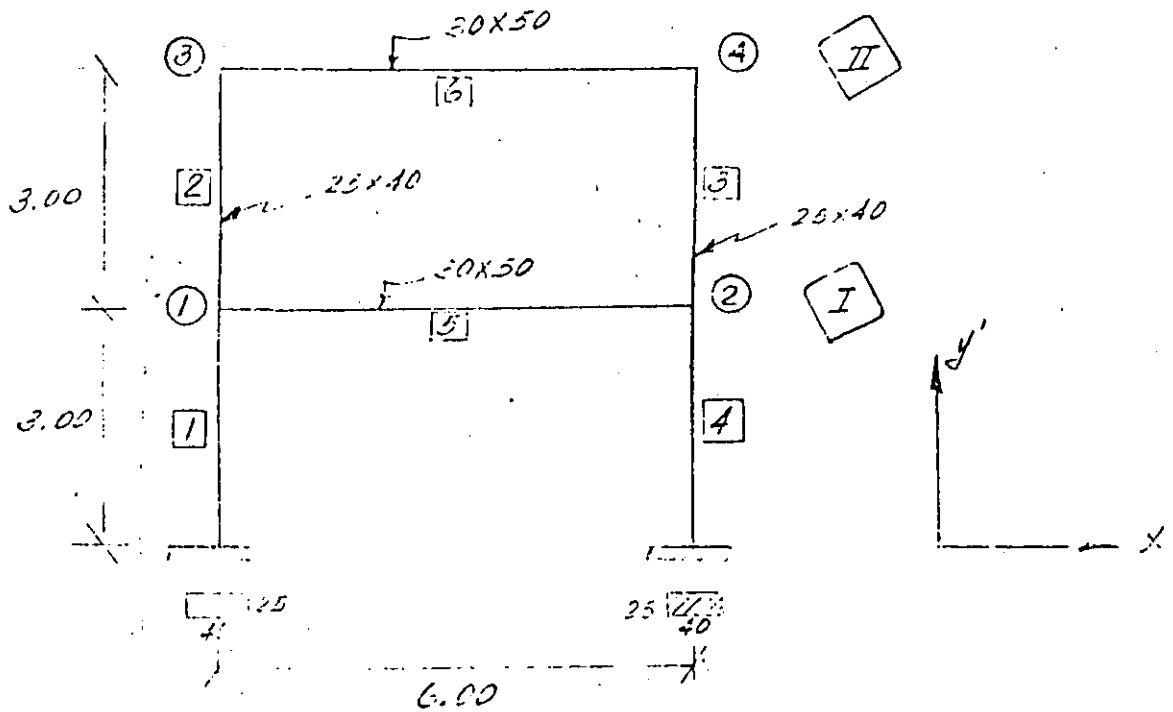 30X50
③
④
II
[6]
3.00
[2]
25X40
[3]
25X40
30X50
①
②
I
[5]
y'
3.00
[1]
[4]
X
25
25
40
6.00